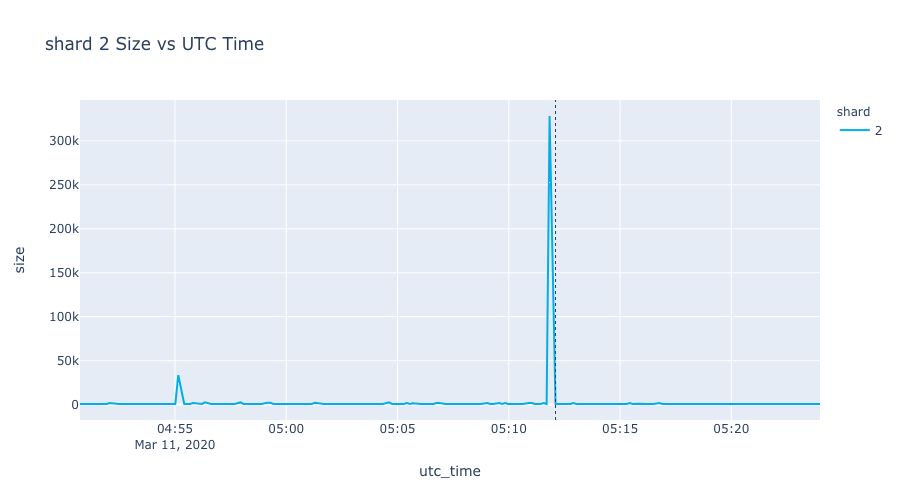 shard 2 Size vs UTC Time
shard
2
300k
250k
200k
150k
100k
50k
0
size
04:55
05:00
05:05
05:10
05:15
05:20
Mar 11, 2020
utc_time